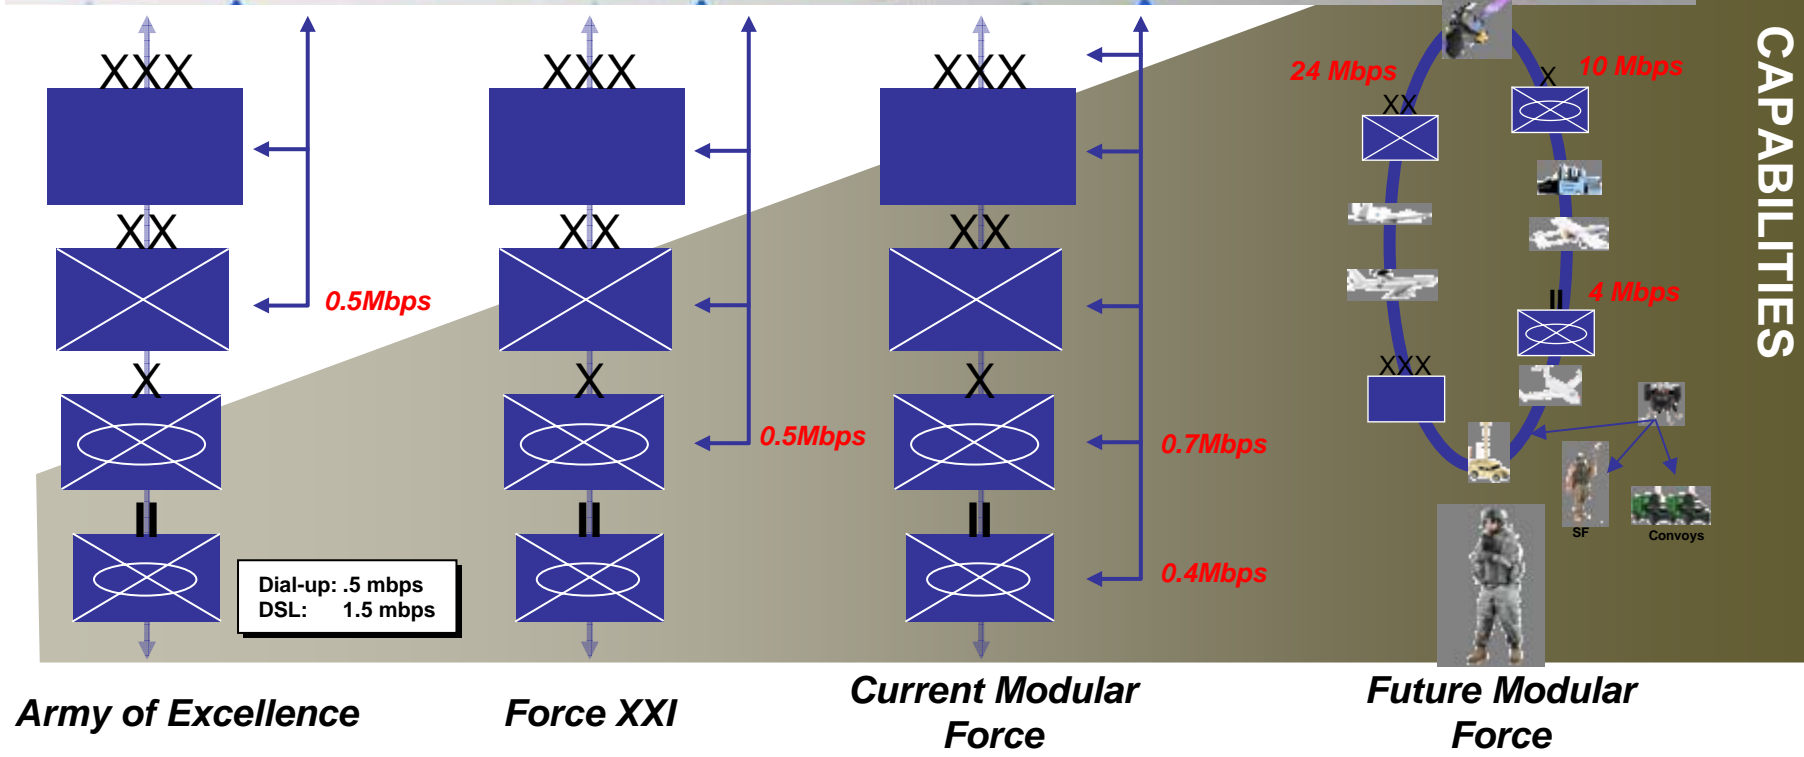 XXX
XX
0.5Mbps
X
II
Dial-up: .5 mbps
DSL: 1.5 mbps
Army of Excellence
XXX
XX
X
0.5Mbps
II
Force XXI
XXX
XX
X
0.7Mbps
II
0.4Mbps
Current Modular
Force
24 Mbps
XX
X
10 Mbps
II
4 Mbps
XXX
SF
Convoys
Future Modular
Force
CAPABILITIES